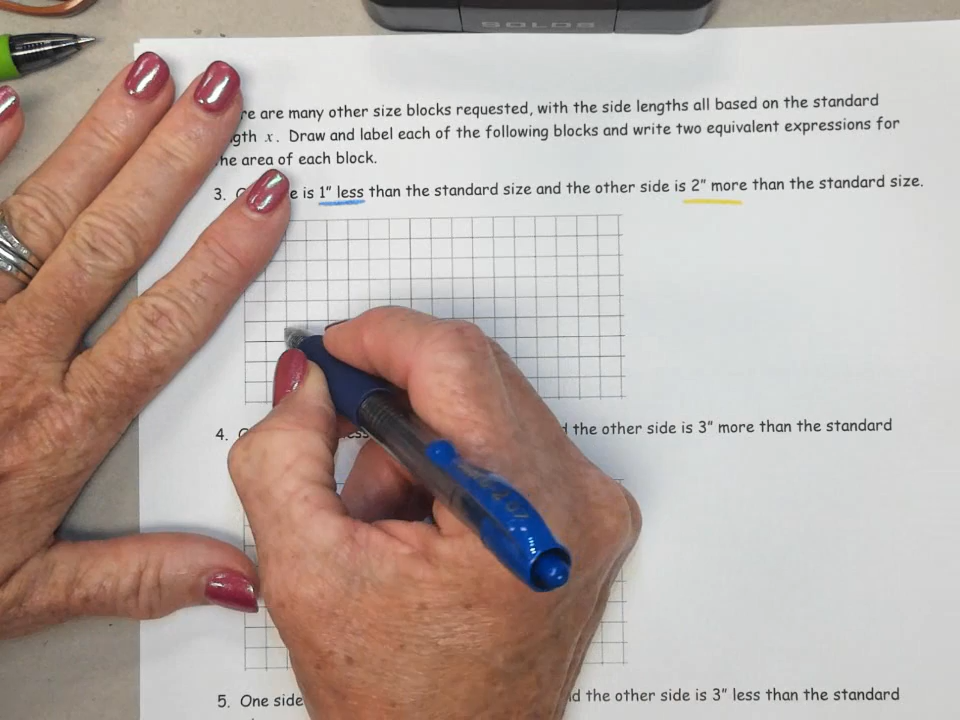 SOLOS
re are many other size blocks requested, with the side lengths all based on the standard
gth x. Draw and label each of the following blocks and write two equivalent expressions for
he area of each block.
3. e is 1" less than the standard size and the other side is 2" more than the standard size.
4. the other side is 3" more than the standard
5. One side d the other side is 3" less than the standard